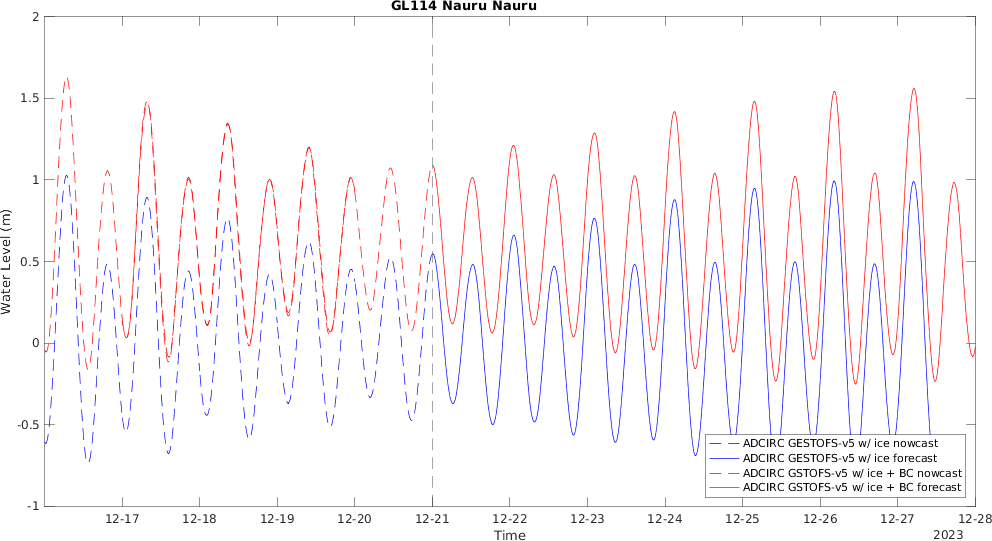 GL114 Nauru Nauru
2
1.5
1
0.5
0
-0.5
-1
Water Level (m)
12-17 12-18 12-19 12-20 12-21 12-22 12-23 12-24 12-25 12-26 12-27 12-28
Time
2023
ADCIRC GESTOFS-v5 w/ ice nowcast
ADCIRC GESTOFS-v5 w/ ice forecast
ADCIRC GSTOFS-v5 w/ ice + BC nowcast
ADCIRC GSTOFS-v5 w/ ice + BC forecast